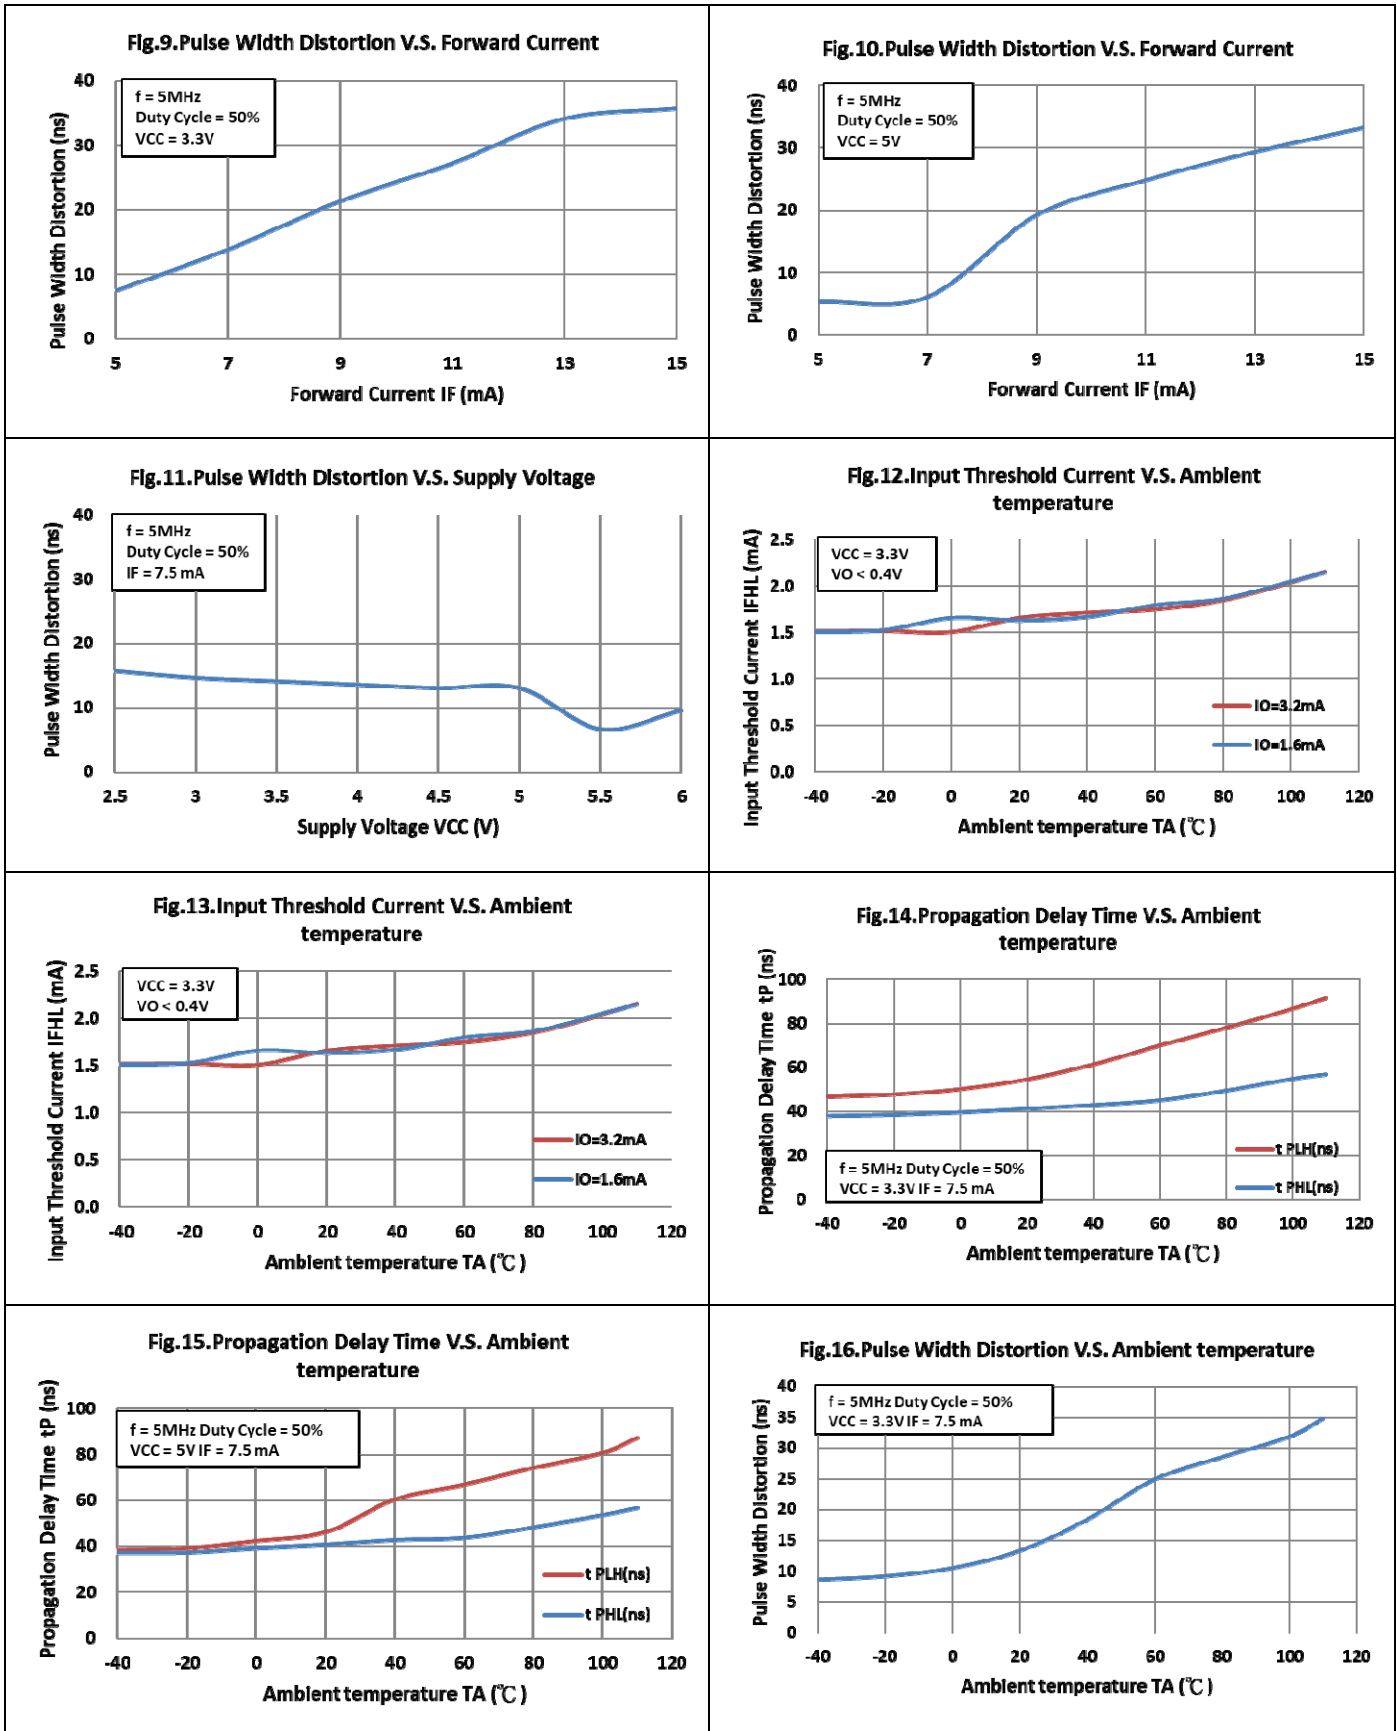 Fig.9.Pulse Width Distortion V.S. Forward Current
f = 5MHz
Duty Cycle = 50%
VCC = 3.3V
Pulse Width Distortion (ns)
40
30
20
10
0
5 7 9 11 13 15
Forward Current IF (mA)
Fig.10.Pulse Width Distortion V.S. Forward Current
f = 5MHz
Duty Cycle = 50%
VCC = 5V
Pulse Width Distortion (ns)
40
30
20
10
0
5 7 9 11 13 15
Forward Current IF (mA)
Fig.11.Pulse Width Distortion V.S. Supply Voltage
f = 5MHz
Duty Cycle = 50%
IF = 7.5 mA
Pulse Width Distortion (ns)
40
30
20
10
0
2.5 3 3.5 4 4.5 5 5.5 6
Supply Voltage VCC (V)
Fig.12.Input Threshold Current V.S. Ambient
temperature
VCC = 3.3V
VO < 0.4V
Input Threshold Current IFHL (mA)
2.5
2.0
1.5
1.0
0.5
0.0
IO=3.2mA
IO=1.6mA
-40 -20 0 20 40 60 80 100 120
Ambient temperature TA (℃)
Fig.13.Input Threshold Current V.S. Ambient
temperature
VCC = 3.3V
VO < 0.4V
Input Threshold Current IFHL (mA)
2.5
2.0
1.5
1.0
0.5
0.0
IO=3.2mA
IO=1.6mA
-40 -20 0 20 40 60 80 100 120
Ambient temperature TA (℃)
Fig.14.Propagation Delay Time V.S. Ambient
temperature
Propagation Delay Time tP (ns)
100
80
60
40
20
0
f = 5MHz Duty Cycle = 50%
VCC = 3.3V IF = 7.5 mA
t PLH(ns)
t PHL(ns)
-40 -20 0 20 40 60 80 100 120
Ambient temperature TA (℃)
Fig.15.Propagation Delay Time V.S. Ambient
temperature
f = 5MHz Duty Cycle = 50%
VCC = 5V IF = 7.5 mA
Propagation Delay Time tP (ns)
100
80
60
40
20
0
t PLH(ns)
t PHL(ns)
-40 -20 0 20 40 60 80 100 120
Ambient temperature TA (℃)
Fig.16.Pulse Width Distortion V.S. Ambient temperature
f = 5MHz Duty Cycle = 50%
VCC = 3.3V IF = 7.5 mA
Pulse Width Distortion (ns)
40
35
30
25
20
15
10
5
0
-40 -20 0 20 40 60 80 100 120
Ambient temperature TA (℃)